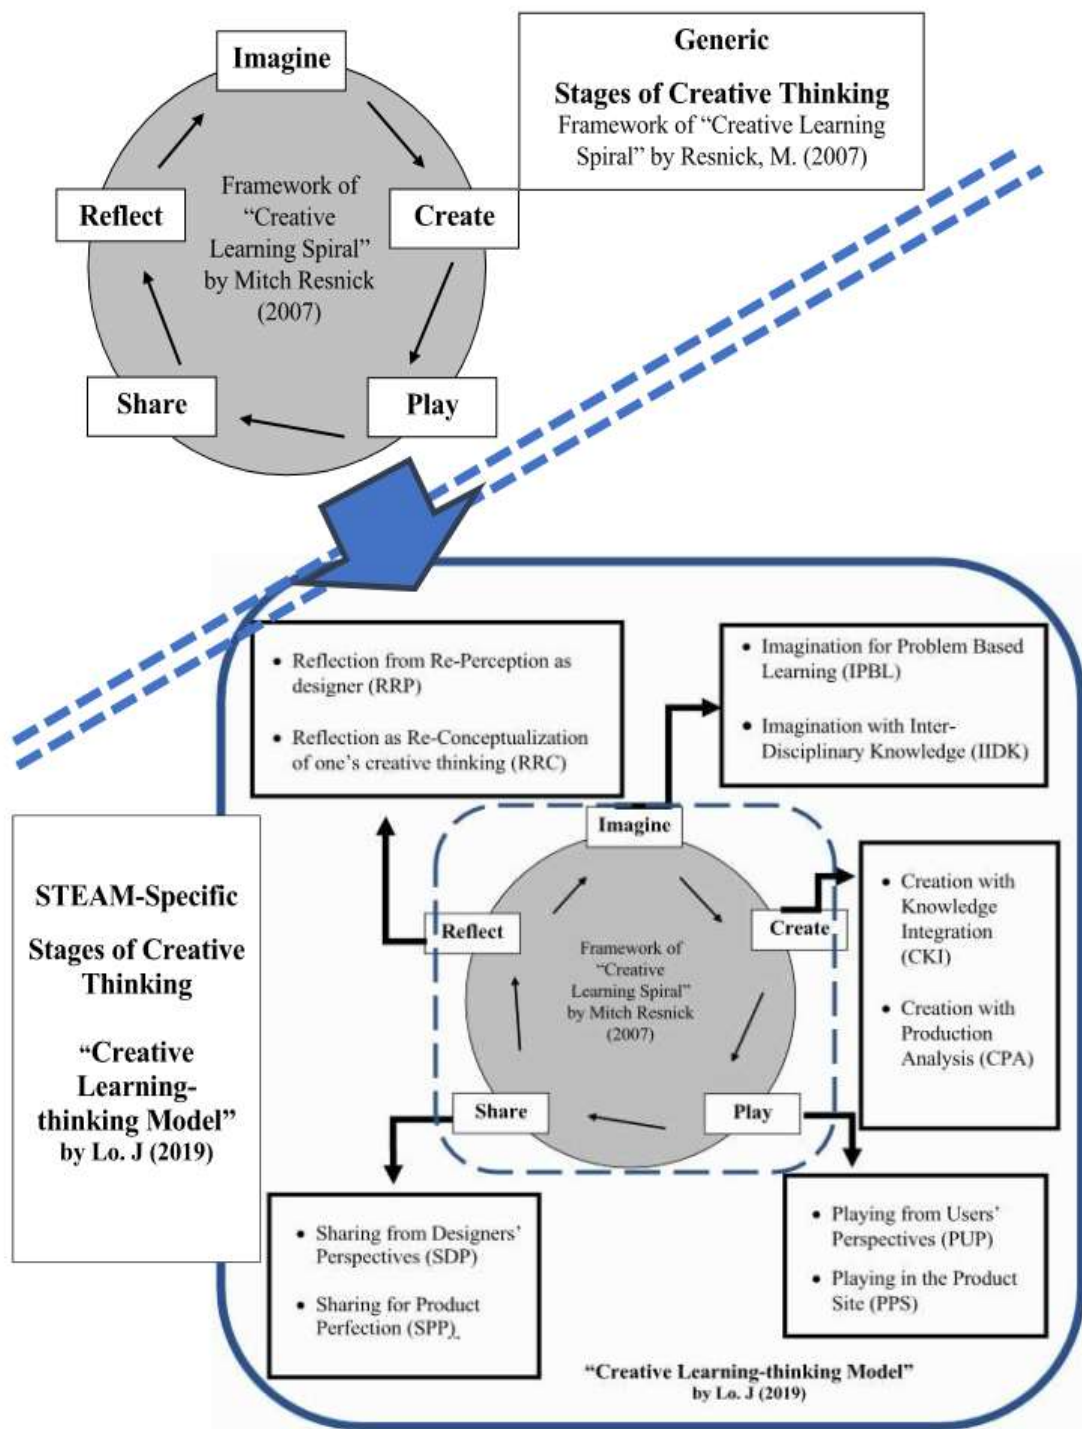 Imagine
Generic
Stages of Creative Thinking
Framework of “Creative Learning
Spiral” by Resnick, M. (2007)
Reflect
Framework of
“Creative
Learning Spiral”
by Mitch Resnick
(2007)
Create
Share
Play
Reflection from Re-Perception as
designer (RRP)
Reflection as Re-Conceptualization
of one’s creative thinking (RRC)
Imagination for Problem Based
Learning (IPBL)
Imagination with Inter-
Disciplinary Knowledge (IIDK)
STEAM-Specific
Stages of Creative
Thinking
“Creative
Learning-
thinking Model”
by Lo. J (2019)
Imagine
Reflect
Framework of
“Creative
Learning Spiral”
by Mitch Resnick
(2007)
Create
Creation with
Knowledge
Integration
(CKI)
Creation with
Production
Analysis (CPA)
Share
Play
Sharing from Designers’
Perspectives (SDP)
Sharing for Product
Perfection (SPP)
Playing from Users’
Perspectives (PUP)
Playing in the Product
Site (PPS)
“Creative Learning-thinking Model”
by Lo. J (2019)